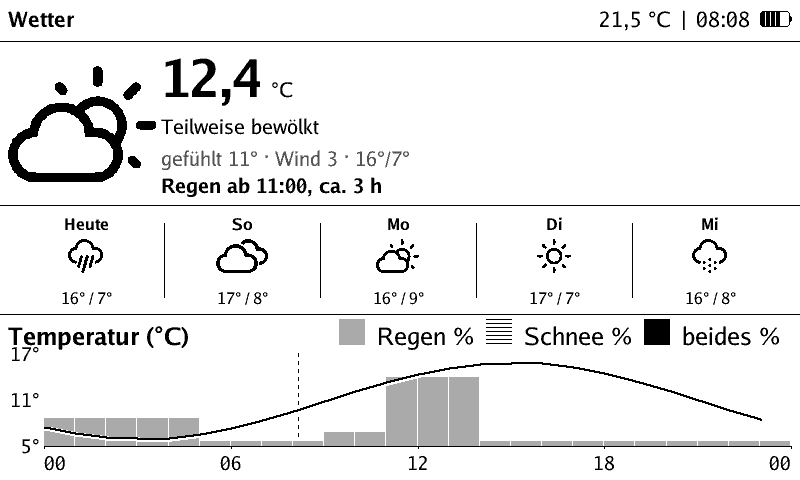 Wetter 21,5 °C | 08:08
12,4 °C
Teilweise bewölkt
gefühlt 11° · Wind 3 · 16°/7°
Regen ab 11:00, ca. 3 h
Heute So Mo Di Mi
16° / 7° 17° / 8° 16° / 9° 17° / 7° 16° / 8°
Temperatur (°C) Regen % Schnee % beides %
17°
11°
5°
00 06 12 18 00